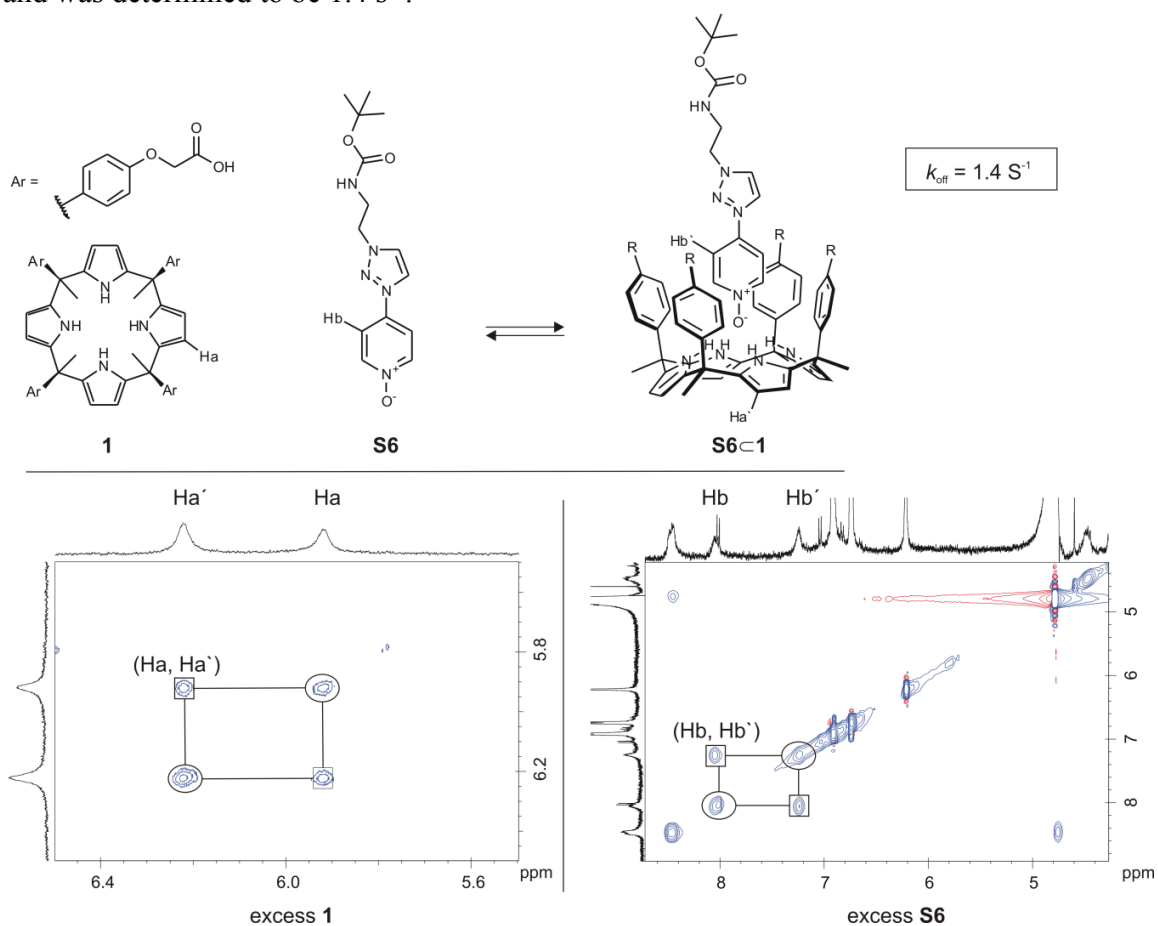 and was determined to be 1.4 s⁻¹.
O
O
N
H
O
Ar =
O
O
OH
Ar
Ar
N
H
NH
HN
H
N
Ha
Ar
Ar
1
O
O
HN
N
N
N
Hb
N⁺
O⁻
S6
O
O
HN
N
N
N
Hb`
R
R
R
R
N⁺
O⁻
H
H
H
H
N
N
N
N
Ha`
S6⊂1
k_off = 1.4 S⁻¹
Ha´
Ha
(Ha, Ha`)
5.8
6.2
6.4
6.0
5.6
ppm
excess 1
Hb
Hb´
(Hb, Hb`)
5
6
7
8
8
7
6
5
ppm
excess S6